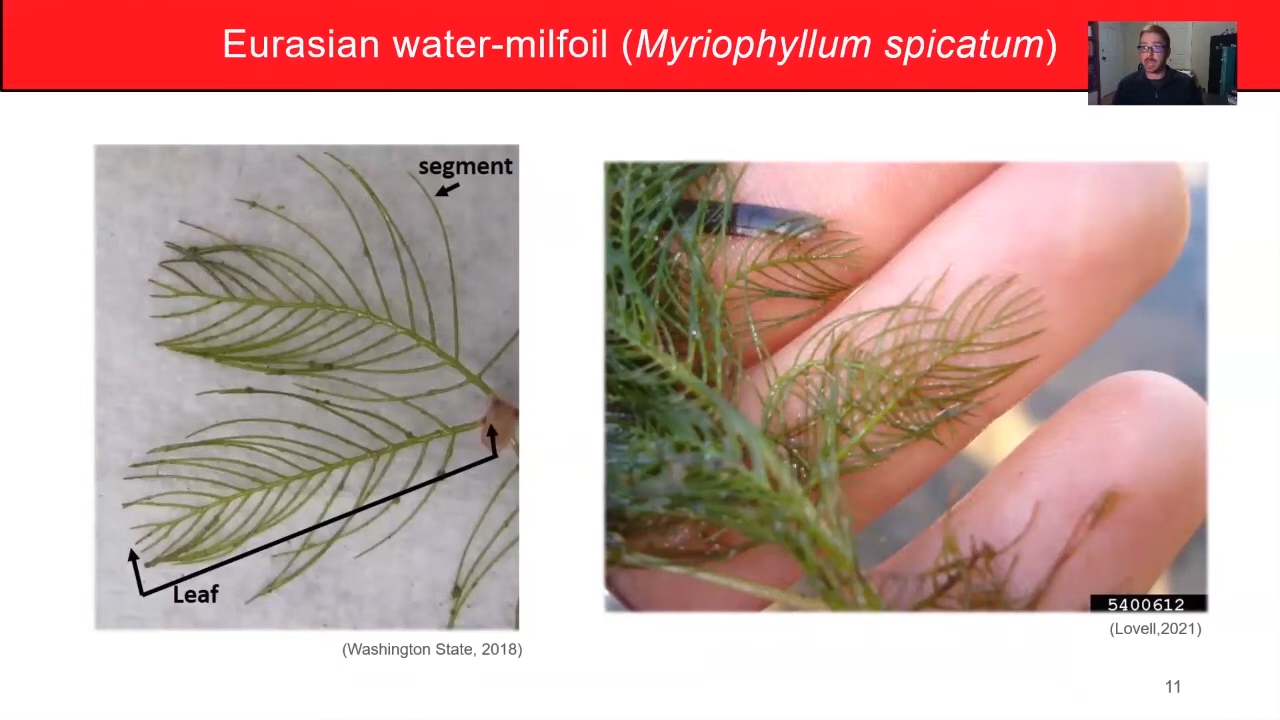 Eurasian water-milfoil (Myriophyllum spicatum)
segment
Leaf
(Washington State, 2018)
5400612
(Lovell,2021)
11